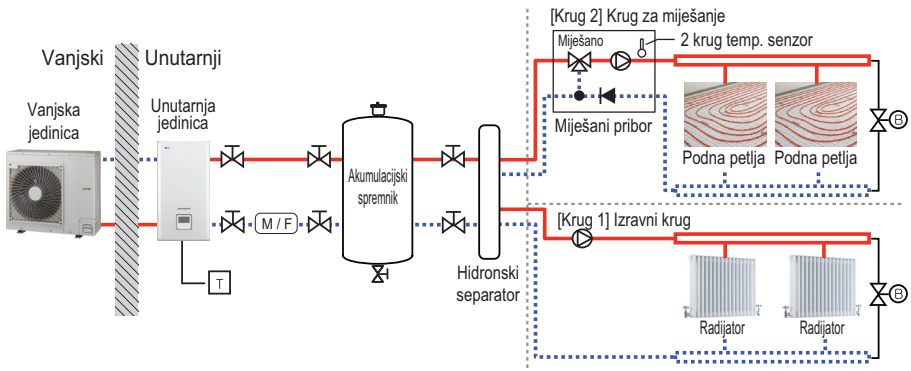 [Krug 2] Krug za miješanje
Miješano
2 krug temp. senzor
Vanjski
Unutarnji
Vanjska
jedinica
Unutarnja
jedinica
Akumulacijski
spremnik
Miješani pribor
Podna petlja
Podna petlja
B
M / F
T
Hidronski
separator
[Krug 1] Izravni krug
Radijator
Radijator
B